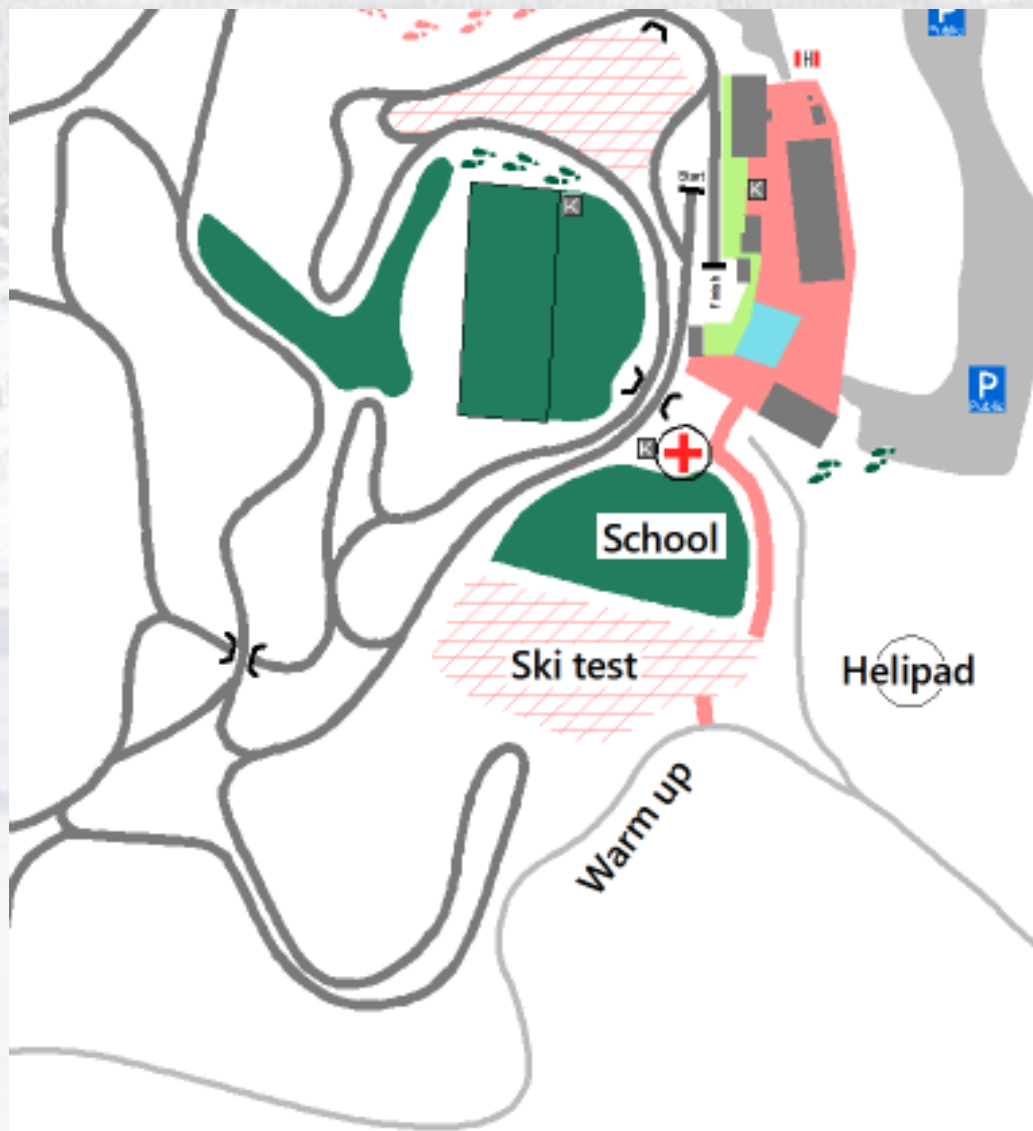 Public
H
K
Start
K
Finish
P
Public
K
School
Ski test
Helipad
Warm up